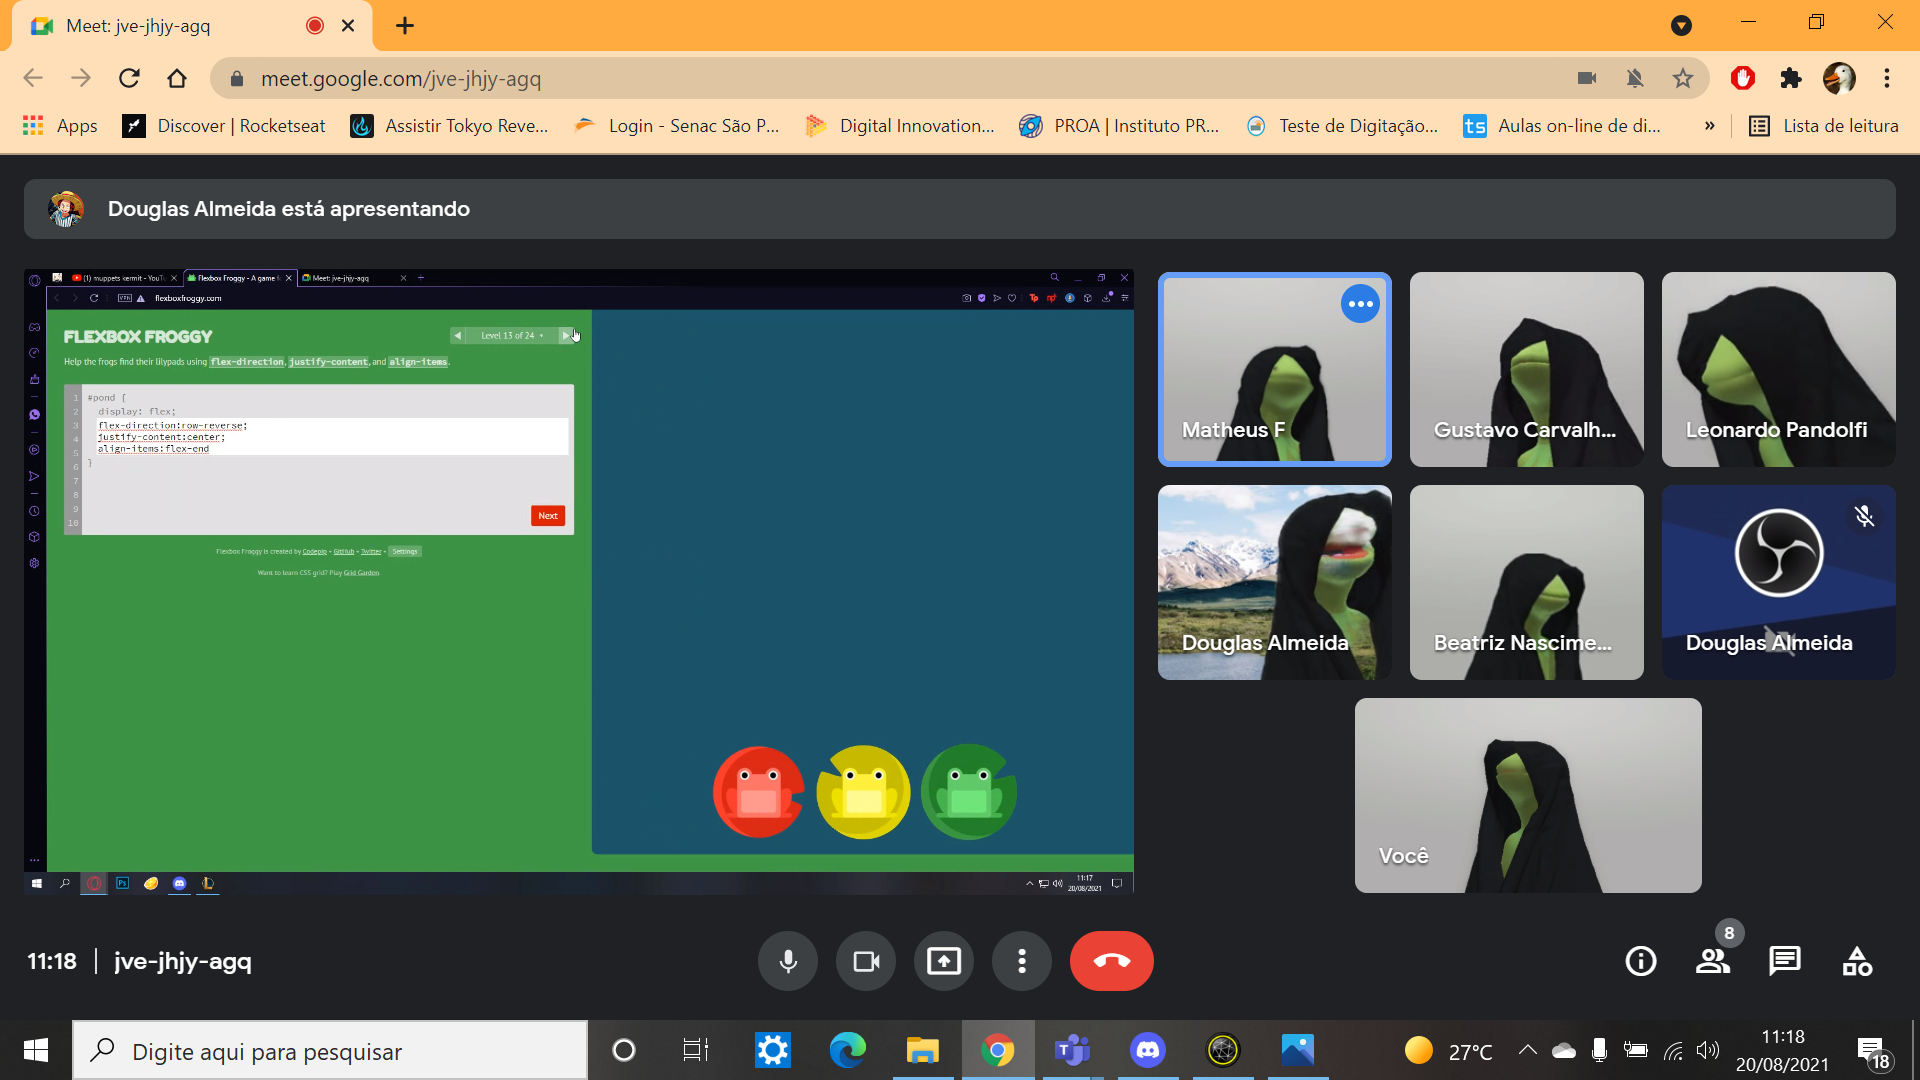 Meet: jve-jhjy-agq
meet.google.com/jve-jhjy-agq
Apps
Discover | Rocketseat
Assistir Tokyo Reve...
Login - Senac São P...
Digital Innovation...
PROA | Instituto PR...
Teste de Digitação...
ts Aulas on-line de di...
»
Lista de leitura
Douglas Almeida está apresentando
(1) muppets kermit - YouTu
Flexbox Froggy - A game f
Meet: jve-jhjy-agq
VPN
flexboxfroggy.com
FLEXBOX FROGGY
Level 13 of 24
Help the frogs find their lilypads using flex-direction, justify-content, and align-items.
1 #pond {
2 display: flex;
3 flex-direction:row-reverse;
4 justify-content:center;
5 align-items:flex-end
6 }
7
8
9
10
Next
Flexbox Froggy is created by Codepip • GitHub • Twitter • Settings
Want to learn CSS grid? Play Grid Garden.
Ps
11:17
20/08/2021
Matheus F
Gustavo Carvalh...
Leonardo Pandolfi
Douglas Almeida
Beatriz Nascime...
Douglas Almeida
Você
11:18 | jve-jhjy-agq
8
Digite aqui para pesquisar
27°C
11:18
20/08/2021
18